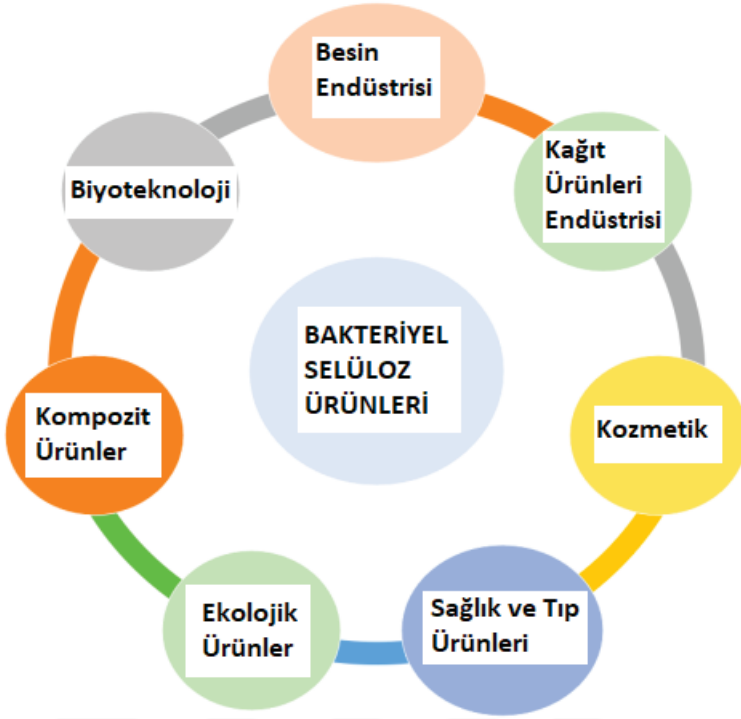 Besin
Endüstrisi
Kağıt
Ürünleri
Endüstrisi
Biyoteknoloji
BAKTERİYEL
SELÜLOZ
ÜRÜNLERİ
Kompozit
Ürünler
Kozmetik
Ekolojik
Ürünler
Sağlık ve Tıp
Ürünleri